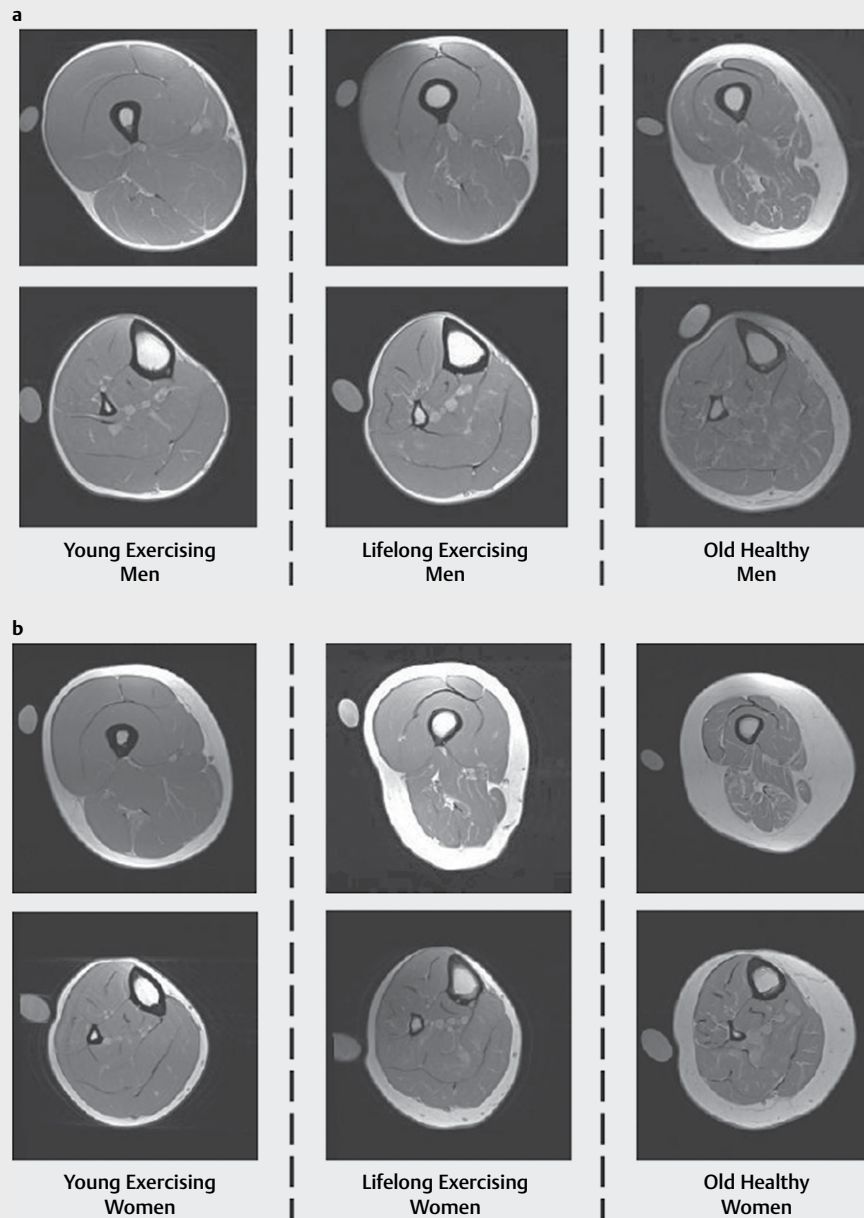 a
Young Exercising
Men
Lifelong Exercising
Men
Old Healthy
Men
b
Young Exercising
Women
Lifelong Exercising
Women
Old Healthy
Women